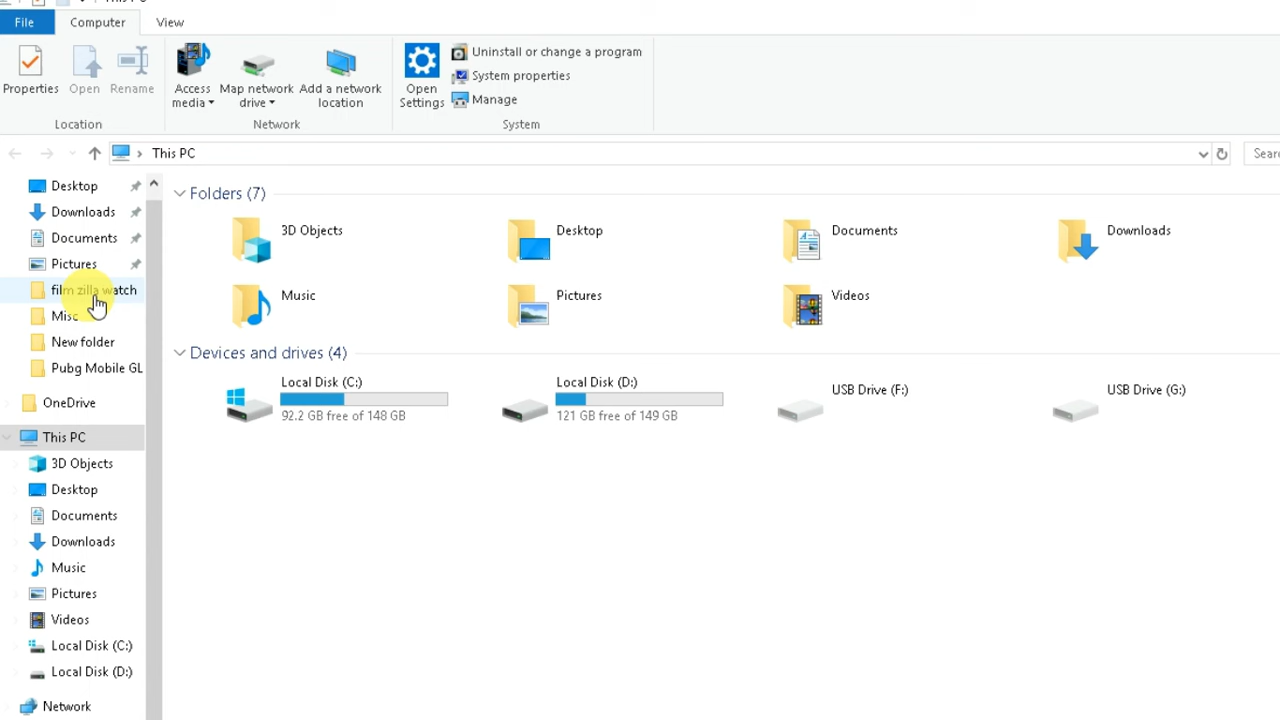 File
Computer
View
Properties
Open
Rename
Access
media
Map network
drive
Add a network
location
Open
Settings
Uninstall or change a program
System properties
Manage
Location
Network
System
This PC
Desktop
Downloads
Documents
Pictures
film zilla watch
Misc
New folder
Pubg Mobile GL
OneDrive
This PC
3D Objects
Desktop
Documents
Downloads
Music
Pictures
Videos
Local Disk (C:)
Local Disk (D:)
Network
Folders (7)
3D Objects
Desktop
Documents
Downloads
Music
Pictures
Videos
Devices and drives (4)
Local Disk (C:)
92.2 GB free of 148 GB
Local Disk (D:)
121 GB free of 149 GB
USB Drive (F:)
USB Drive (G:)